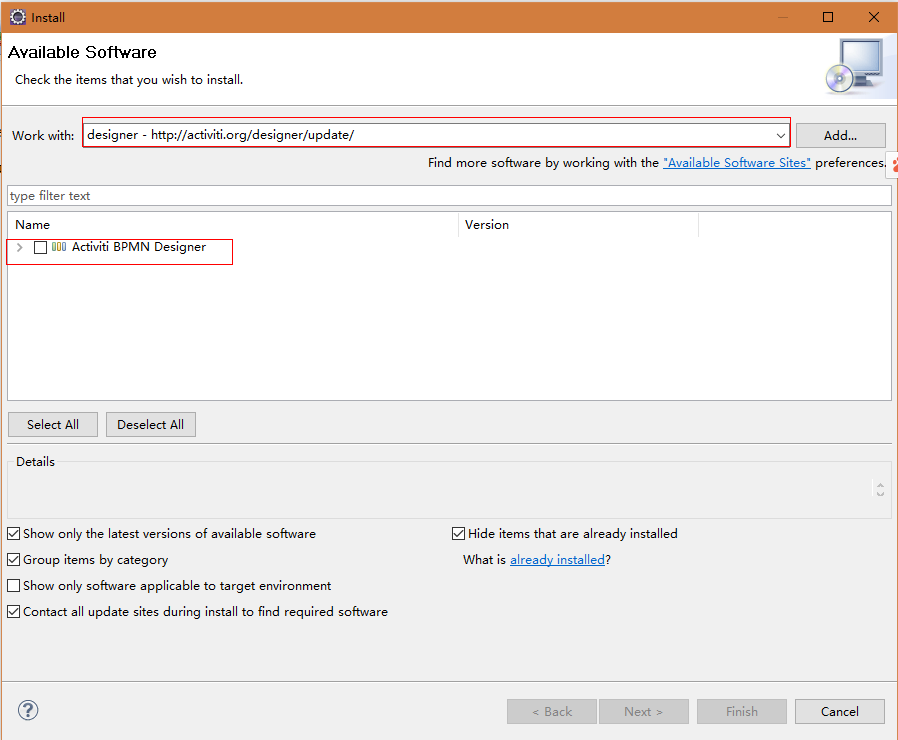 Install
Available Software
Check the items that you wish to install.
Work with: designer - http://activiti.org/designer/update/ Add...
Find more software by working with the "Available Software Sites" preferences.
type filter text
Name Version
Activiti BPMN Designer
Select All Deselect All
Details
Show only the latest versions of available software Hide items that are already installed
Group items by category What is already installed?
Show only software applicable to target environment
Contact all update sites during install to find required software
? < Back Next > Finish Cancel